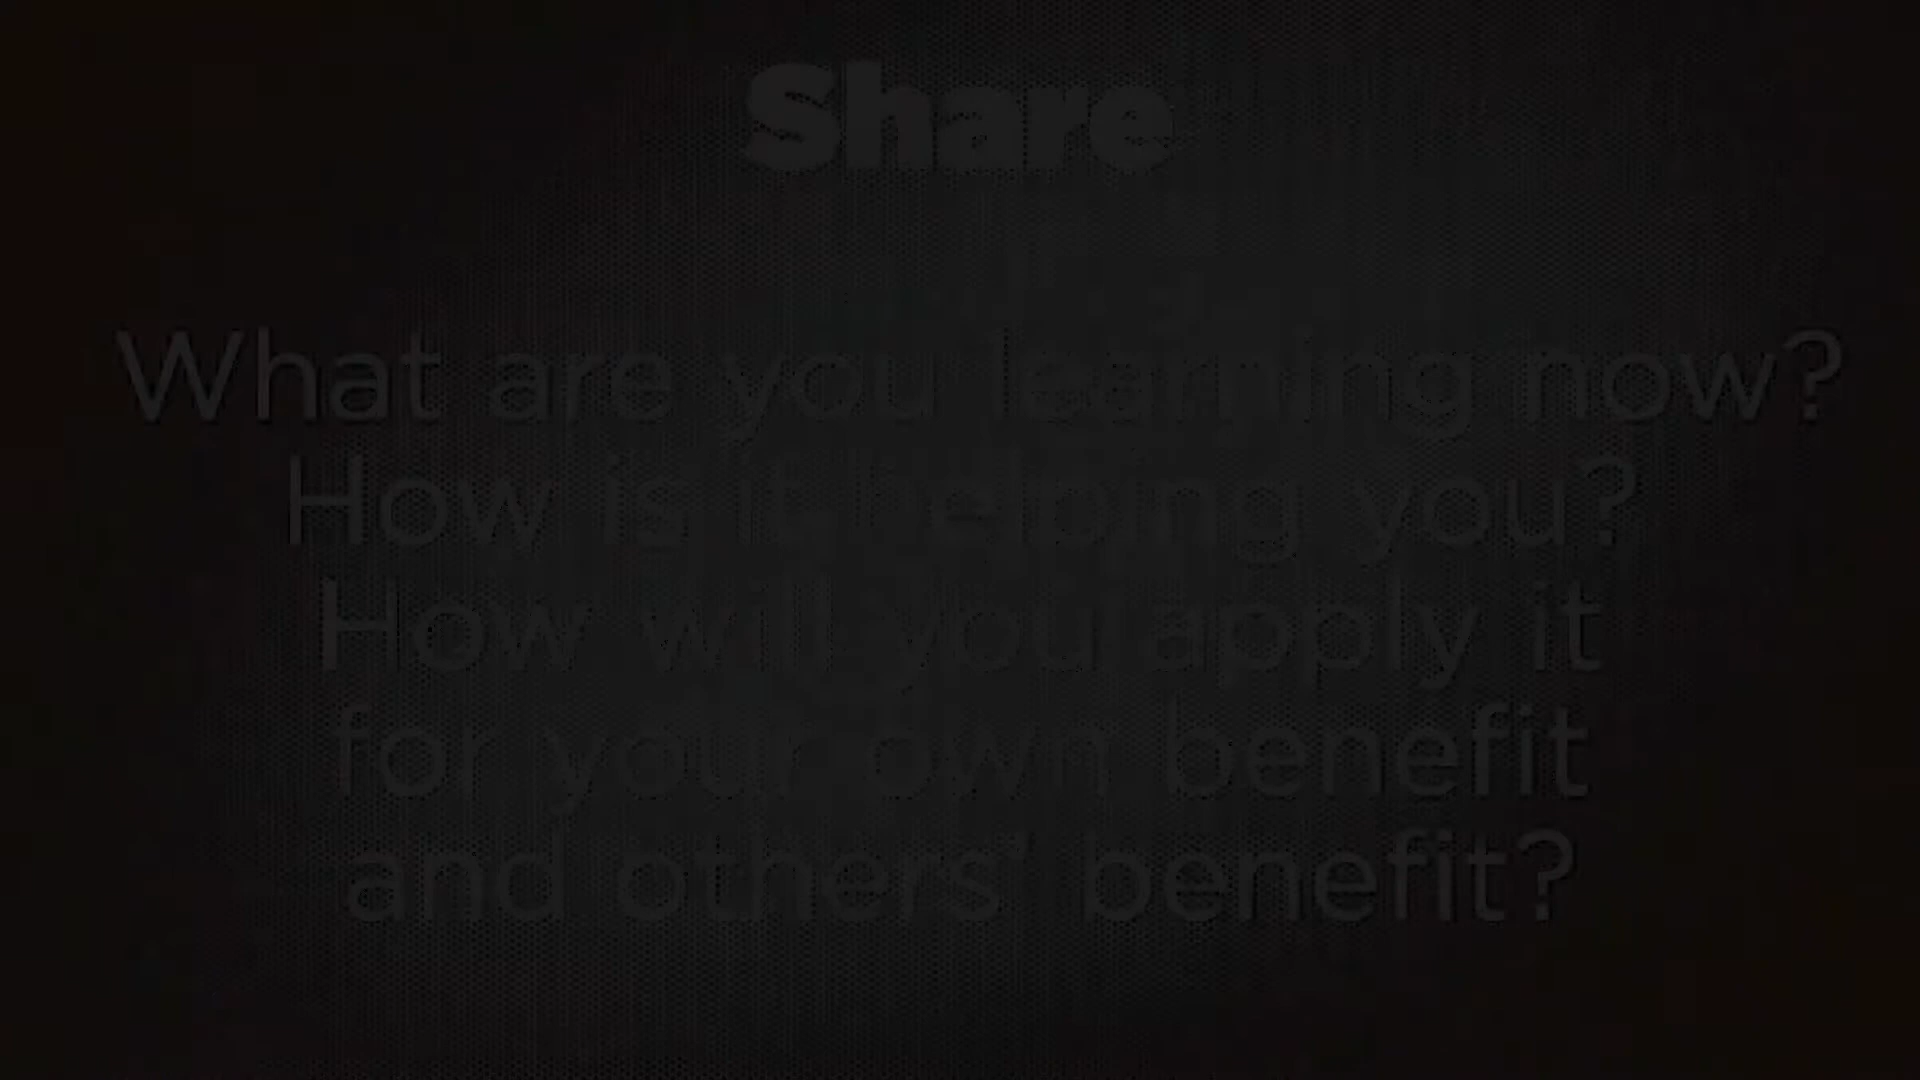 Share
What are you learning now?
How is it helping you?
How will you apply it
for your own benefit
and others' benefit?